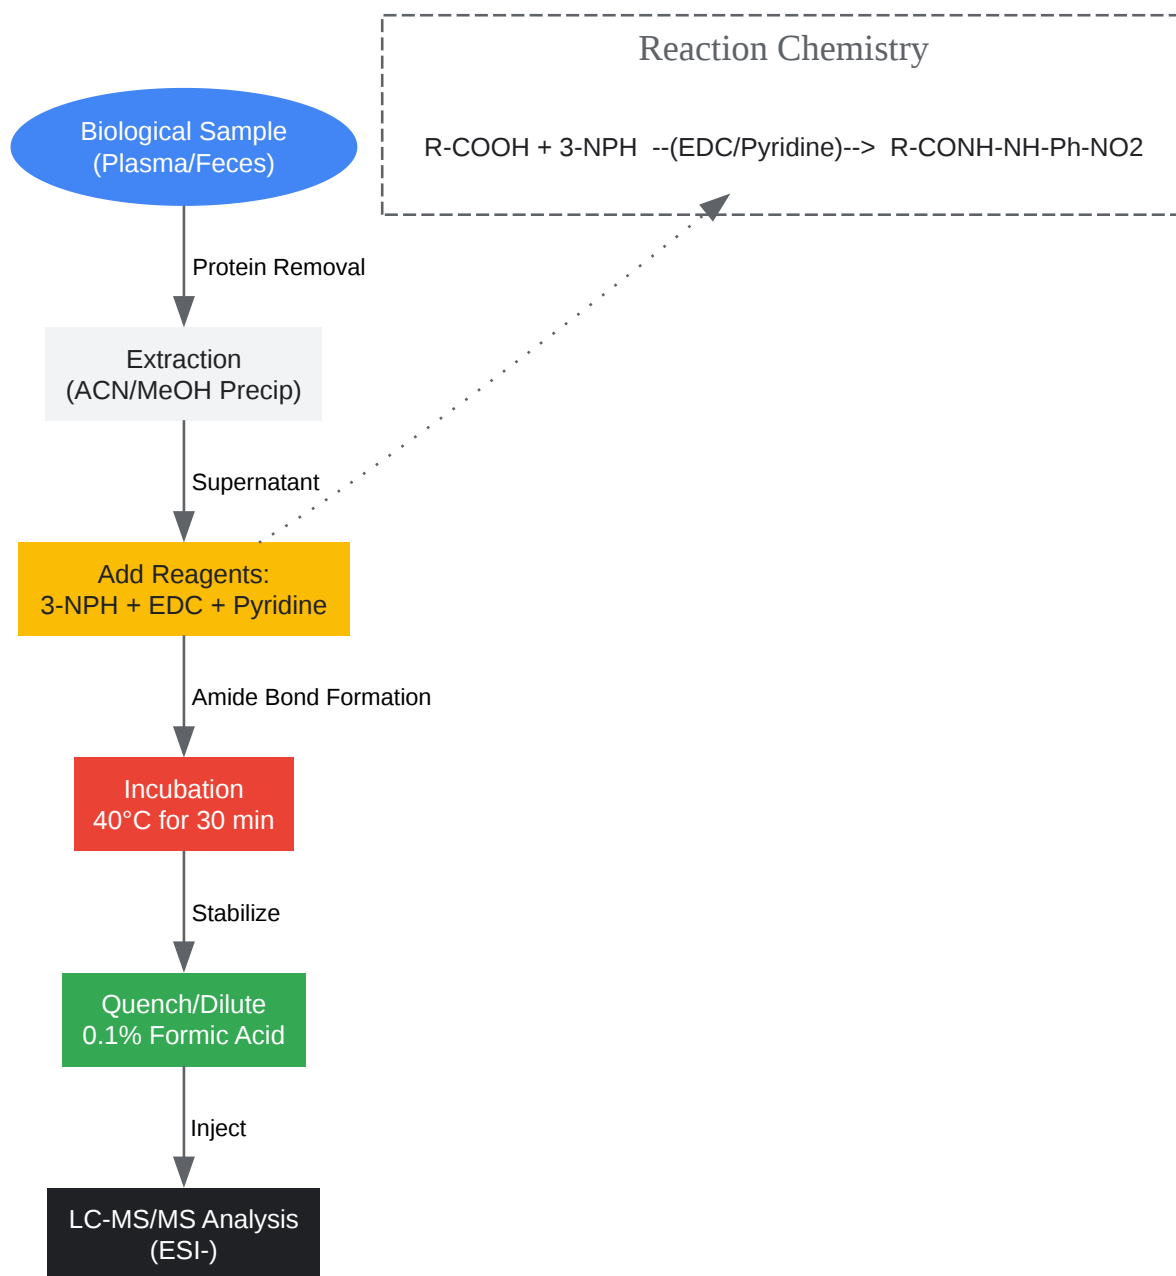 Reaction Chemistry
R-COOH + 3-NPH --(EDC/Pyridine)--> R-CONH-NH-Ph-NO2
Biological Sample
(Plasma/Feces)
Protein Removal
Extraction
(ACN/MeOH Precip)
Supernatant
Add Reagents:
3-NPH + EDC + Pyridine
Amide Bond Formation
Incubation
40°C for 30 min
Stabilize
Quench/Dilute
0.1% Formic Acid
Inject
LC-MS/MS Analysis
(ESI-)